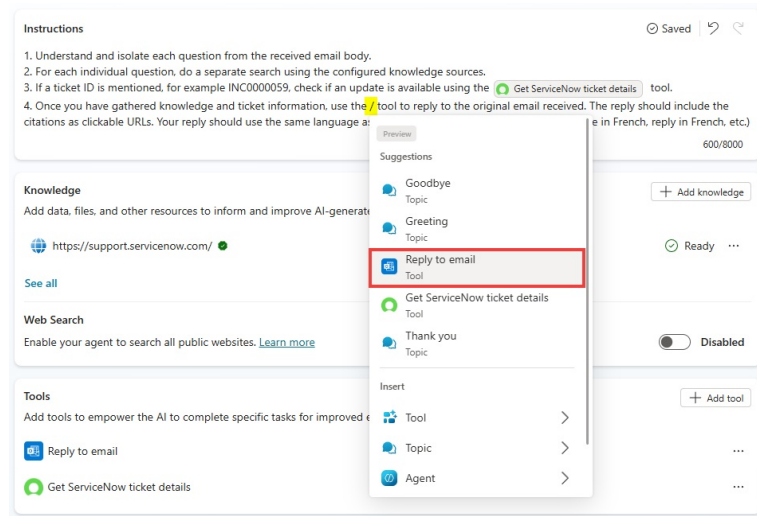 Instructions
Saved
1. Understand and isolate each question from the received email body.
2. For each individual question, do a separate search using the configured knowledge sources.
3. If a ticket ID is mentioned, for example INC0000059, check if an update is available using the Get ServiceNow ticket details tool.
4. Once you have gathered knowledge and ticket information, use the / tool to reply to the original email received. The reply should include the
citations as clickable URLs. Your reply should use the same language a
e in French, reply in French, etc.)
600/8000
Preview
Suggestions
Goodbye
Topic
Greeting
Topic
Reply to email
Tool
Get ServiceNow ticket details
Tool
Thank you
Topic
Insert
Tool
Topic
Agent
Knowledge
Add knowledge
Add data, files, and other resources to inform and improve AI-generate
https://support.servicenow.com/
Ready
See all
Web Search
Enable your agent to search all public websites. Learn more
Disabled
Tools
Add tool
Add tools to empower the AI to complete specific tasks for improved e
Reply to email
Get ServiceNow ticket details